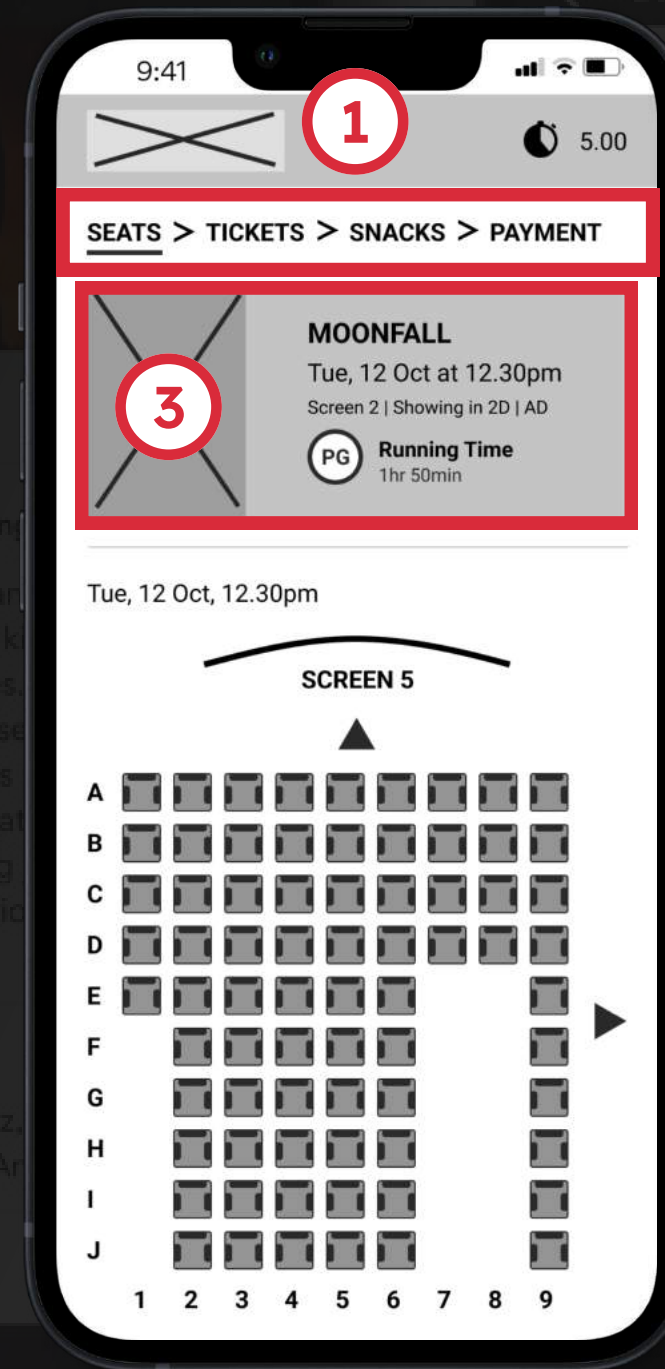 9:41
1
5.00
SEATS > TICKETS > SNACKS > PAYMENT
3
MOONFALL
Tue, 12 Oct at 12.30pm
Screen 2 | Showing in 2D | AD
PG
Running Time
1hr 50min
Tue, 12 Oct, 12.30pm
SCREEN 5
A
B
C
D
E
F
G
H
I
J
1 2 3 4 5 6 7 8 9